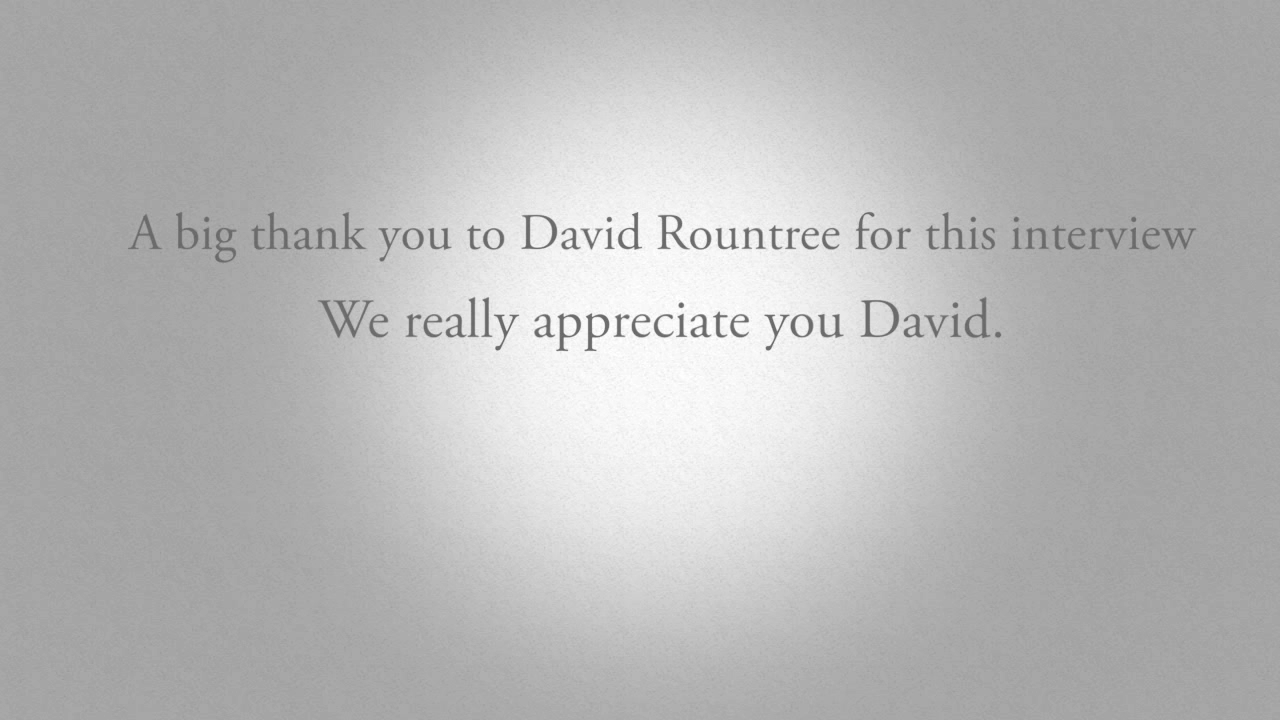 A big thank you to David Rountree for this interview
We really appreciate you David.